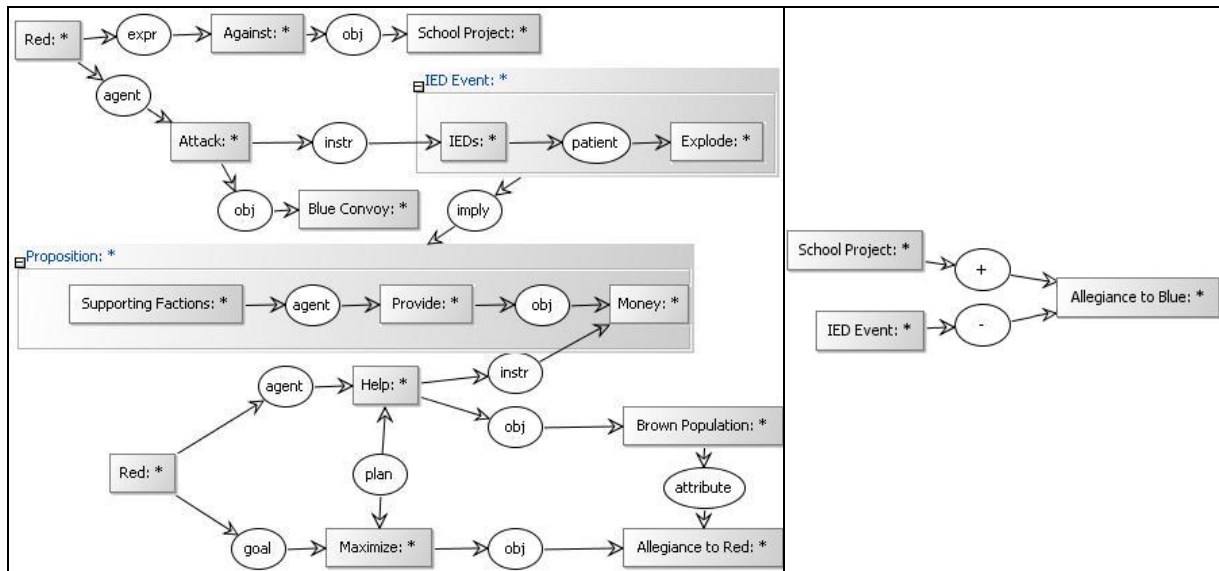 Red: *
expr
Against: *
obj
School Project: *
agent
IED Event: *
Attack: *
instr
IEDs: *
patient
Explode: *
obj
Blue Convoy: *
imply
Proposition: *
Supporting Factions: *
agent
Provide: *
obj
Money: *
agent
Help: *
instr
obj
Brown Population: *
Red: *
plan
attribute
goal
Maximize: *
obj
Allegiance to Red: *
School Project: *
+
Allegiance to Blue: *
IED Event: *
-